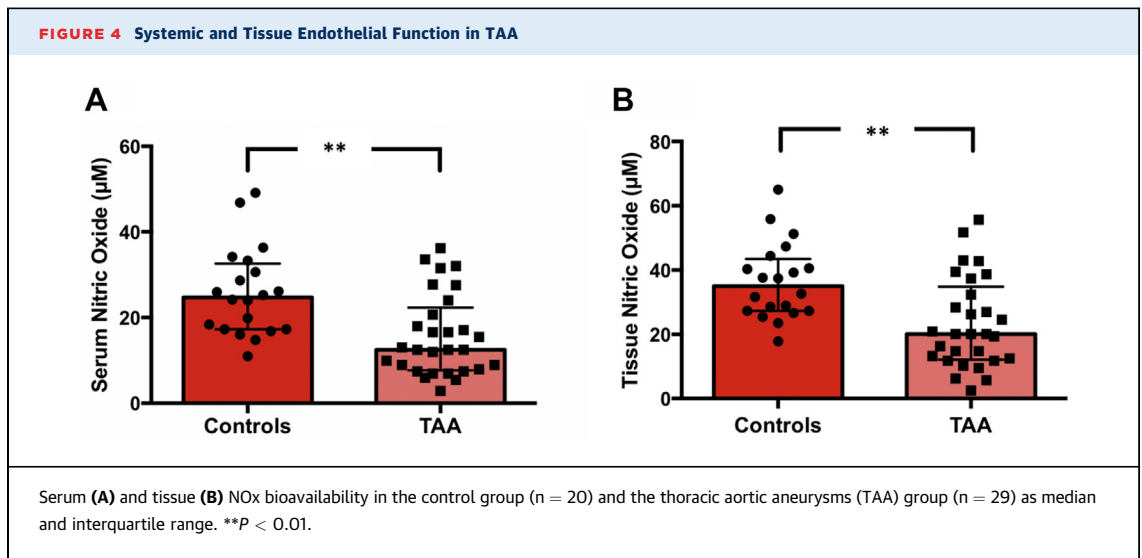 FIGURE 4 Systemic and Tissue Endothelial Function in TAA
A
60
40
20
0
Serum Nitric Oxide (µM)
**
Controls
TAA
B
80
60
40
20
0
Tissue Nitric Oxide (µM)
**
Controls
TAA
Serum (A) and tissue (B) NOx bioavailability in the control group (n = 20) and the thoracic aortic aneurysms (TAA) group (n = 29) as median
and interquartile range. **P < 0.01.